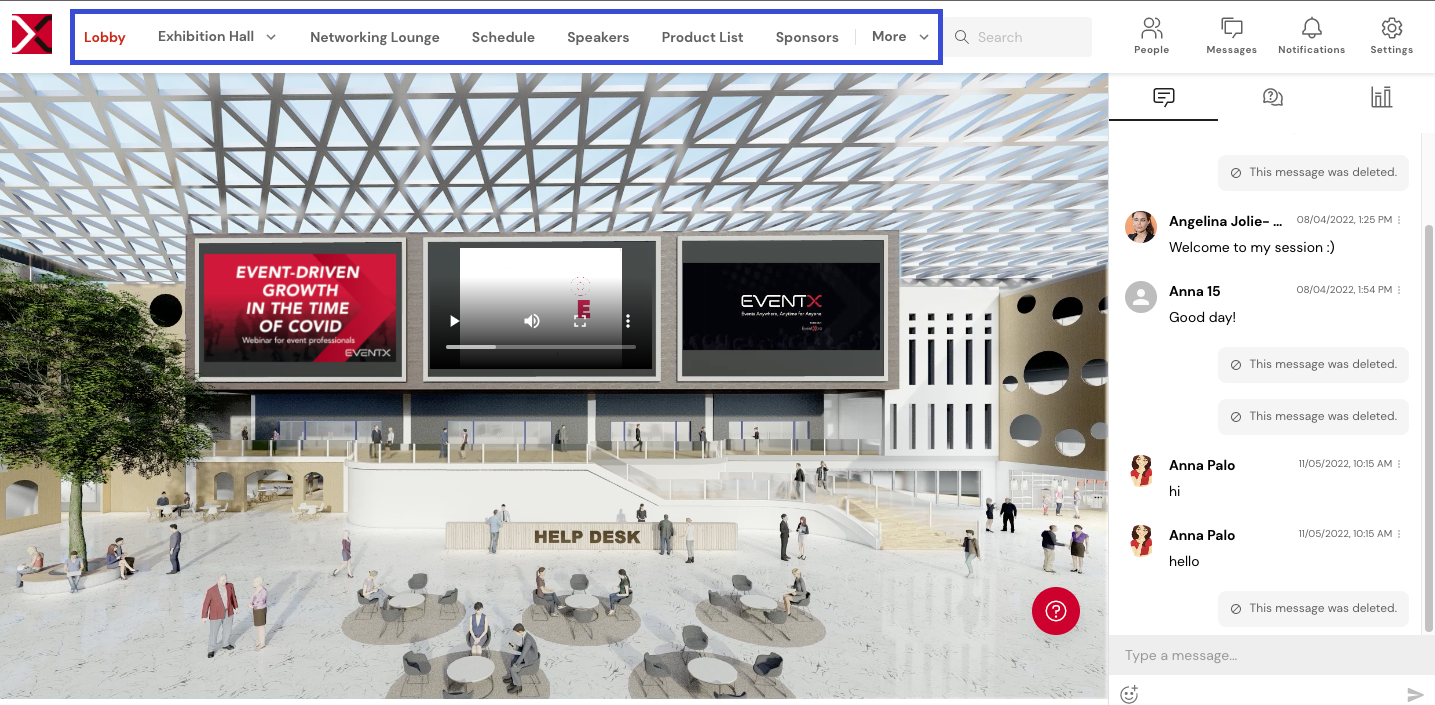 Lobby
Exhibition Hall
Networking Lounge
Schedule
Speakers
Product List
Sponsors
More
Search
People
Messages
Notifications
Settings
EVENT-DRIVEN
GROWTH
IN THE TIME
OF COVID
Webinar for event professionals
EVENTX
E
EVENTX
Events Anywhere, Anytime for Anyone
HELP DESK
This message was deleted.
Angelina Jolie- ...
08/04/2022, 1:25 PM
Welcome to my session :)
Anna 15
08/04/2022, 1:54 PM
Good day!
This message was deleted.
This message was deleted.
Anna Palo
11/05/2022, 10:15 AM
hi
Anna Palo
11/05/2022, 10:15 AM
hello
This message was deleted.
Type a message...